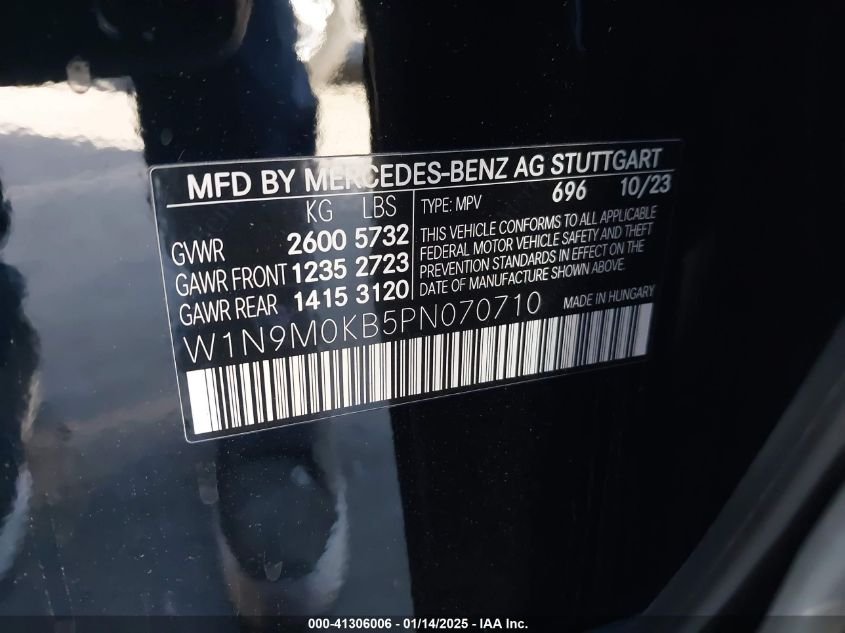 MFD BY MERCEDES-BENZ AG STUTTGART
KG LBS
GVWR 2600 5732
GAWR FRONT 1235 2723
GAWR REAR 1415 3120
TYPE: MPV 696 10/23
THIS VEHICLE CONFORMS TO ALL APPLICABLE
FEDERAL MOTOR VEHICLE SAFETY AND THEFT
PREVENTION STANDARDS IN EFFECT ON THE
DATE OF MANUFACTURE SHOWN ABOVE.
MADE IN HUNGARY
W1N9M0KB5PN070710
000-41306006 - 01/14/2025 - IAA Inc.